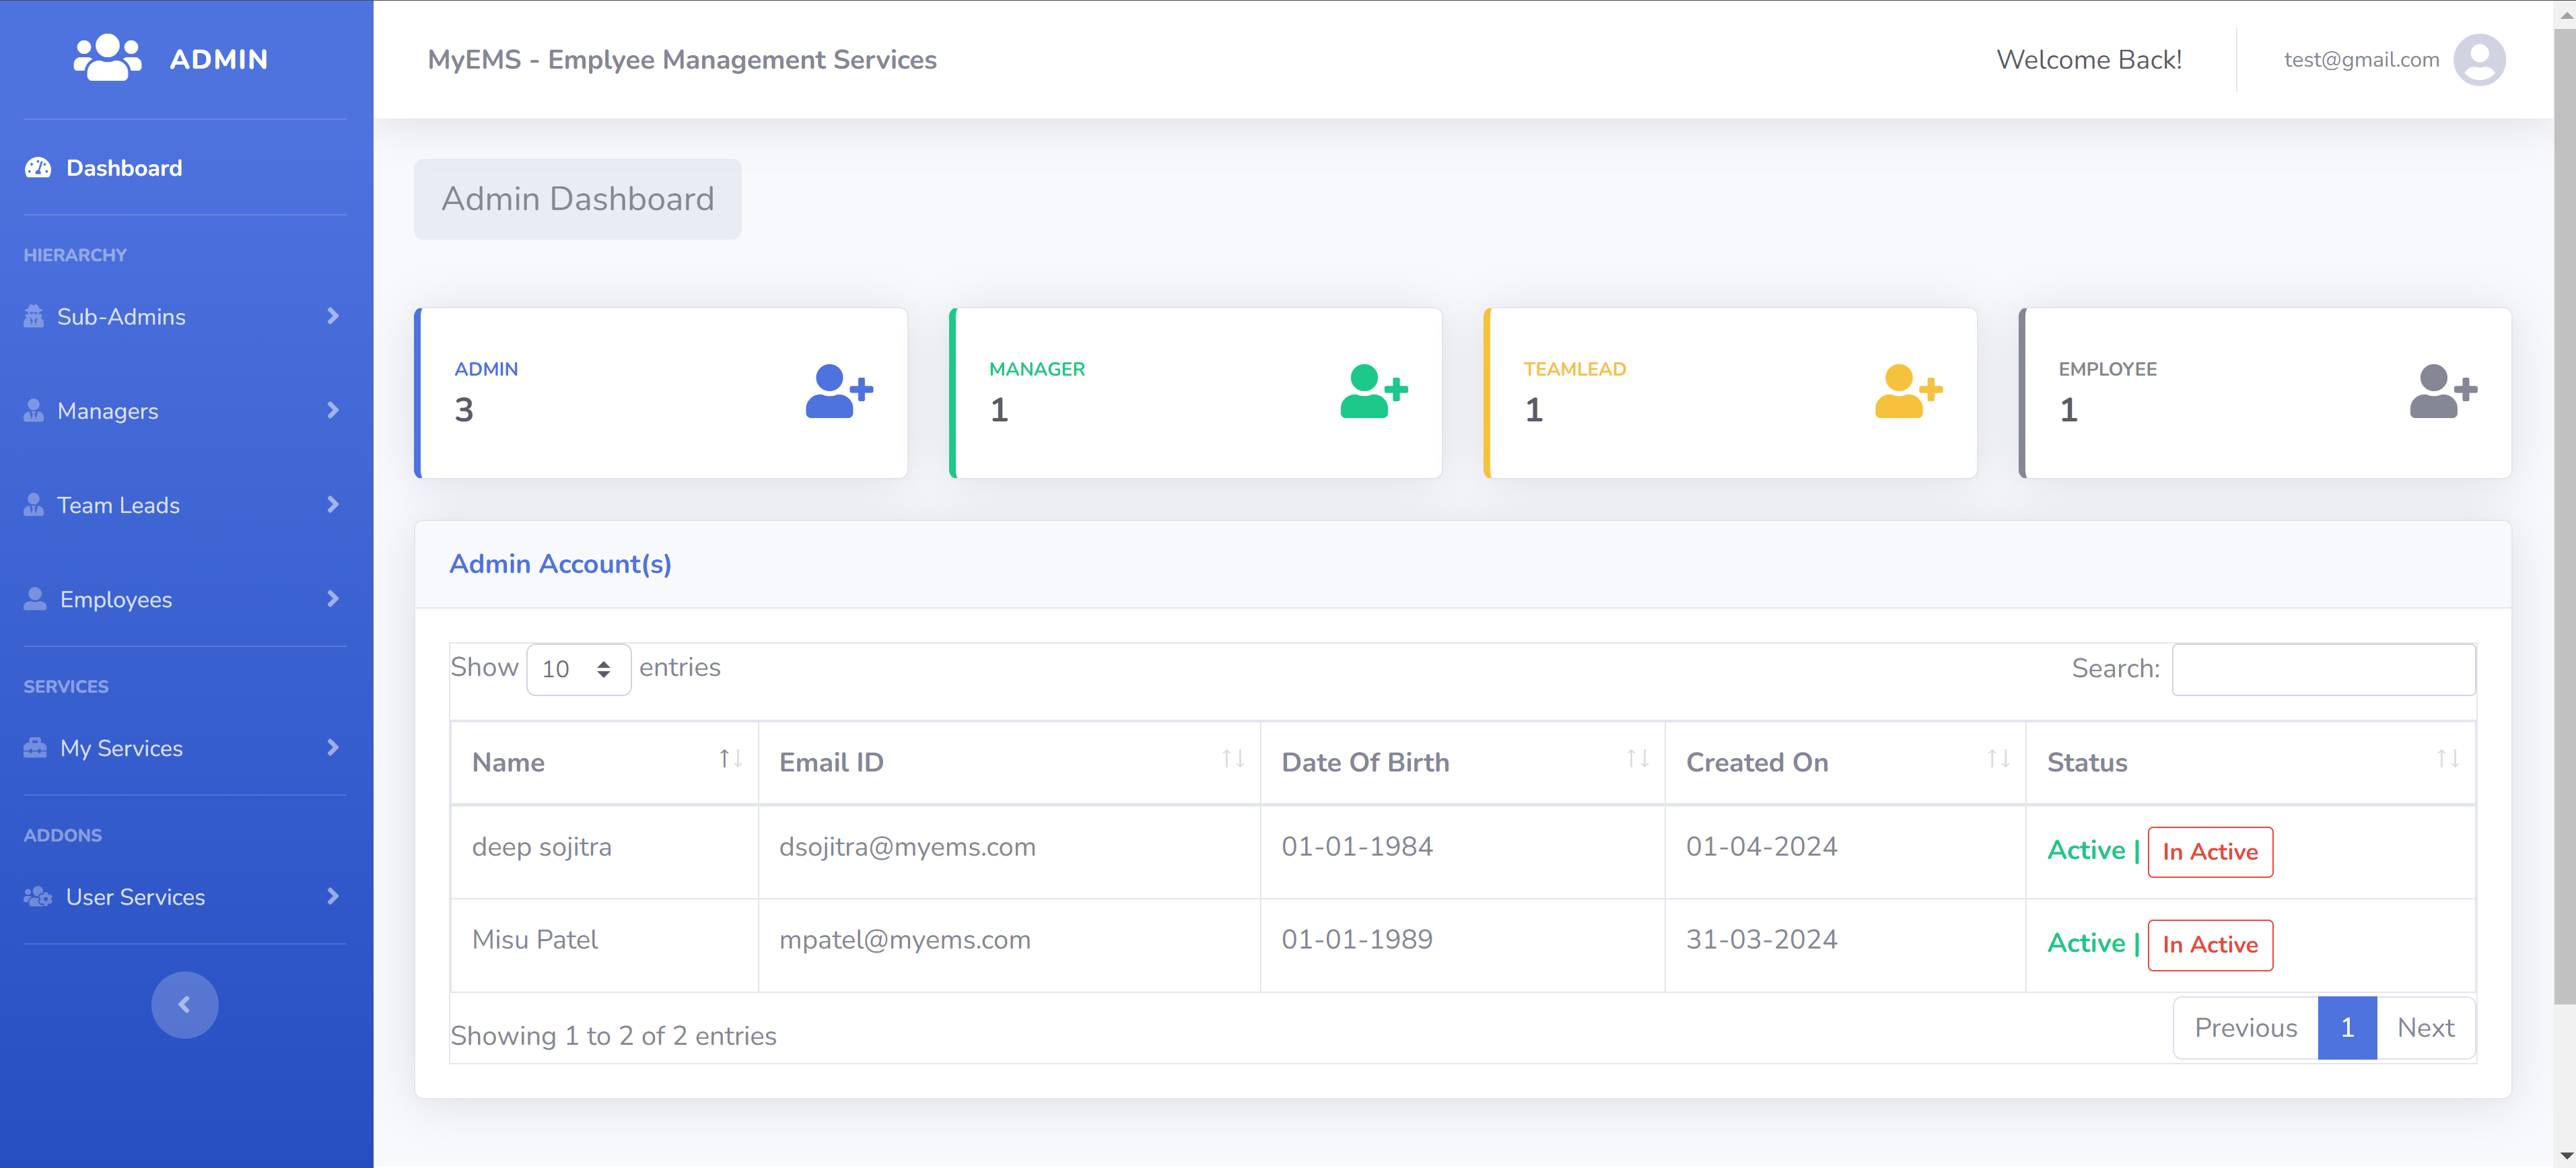 ADMIN
MyEMS - Emplyee Management Services
Welcome Back!
test@gmail.com
Dashboard
HIERARCHY
Sub-Admins
Managers
Team Leads
Employees
SERVICES
My Services
ADDONS
User Services
Admin Dashboard
ADMIN
3
MANAGER
1
TEAMLEAD
1
EMPLOYEE
1
Admin Account(s)
Show 10 entries
Search:
Name Email ID Date Of Birth Created On Status
deep sojitra dsojitra@myems.com 01-01-1984 01-04-2024 Active | In Active
Misu Patel mpatel@myems.com 01-01-1989 31-03-2024 Active | In Active
Showing 1 to 2 of 2 entries
Previous 1 Next